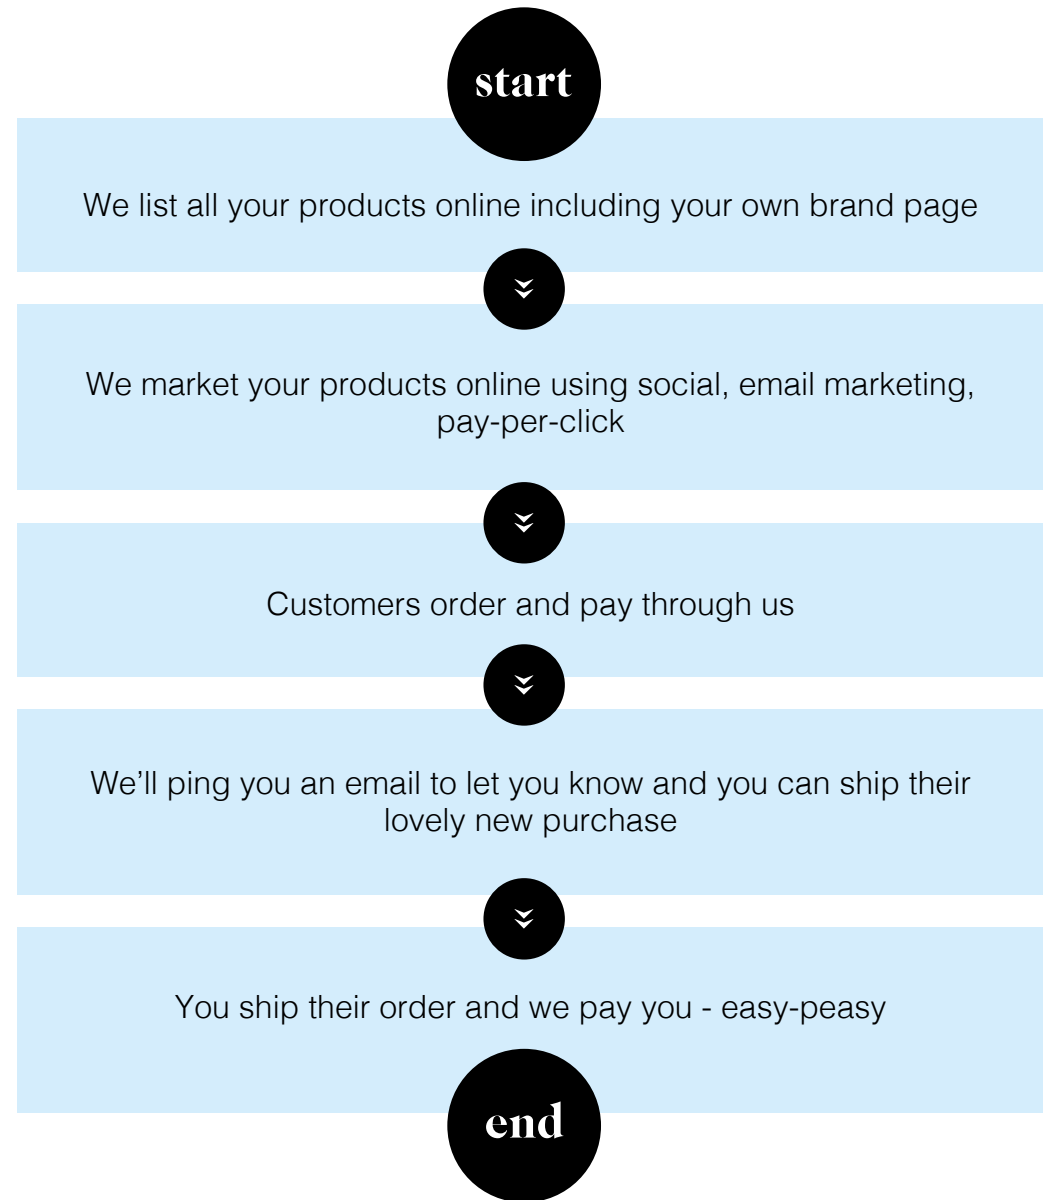 start
We list all your products online including your own brand page
We market your products online using social, email marketing,
pay-per-click
Customers order and pay through us
We’ll ping you an email to let you know and you can ship their
lovely new purchase
You ship their order and we pay you - easy-peasy
end